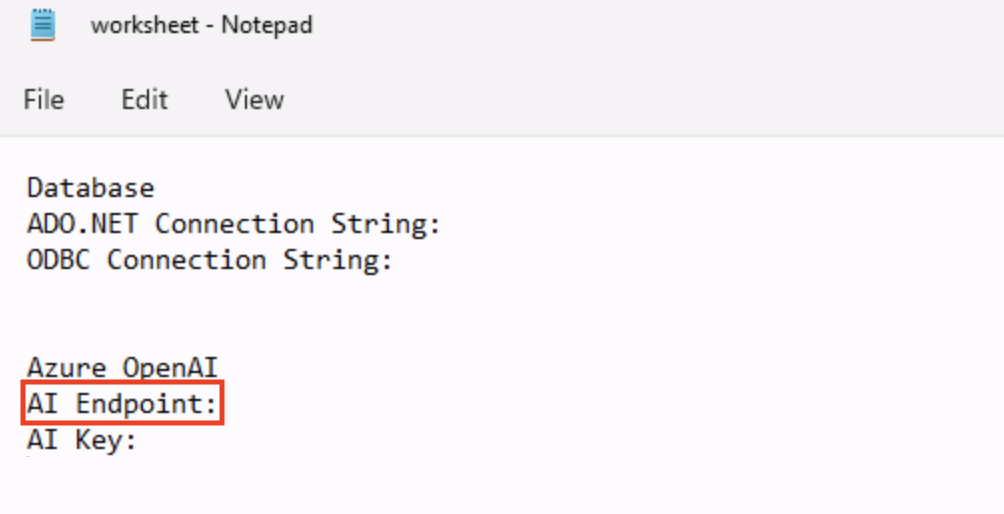 worksheet - Notepad
File Edit View
Database
ADO.NET Connection String:
ODBC Connection String:
Azure OpenAI
AI Endpoint:
AI Key: